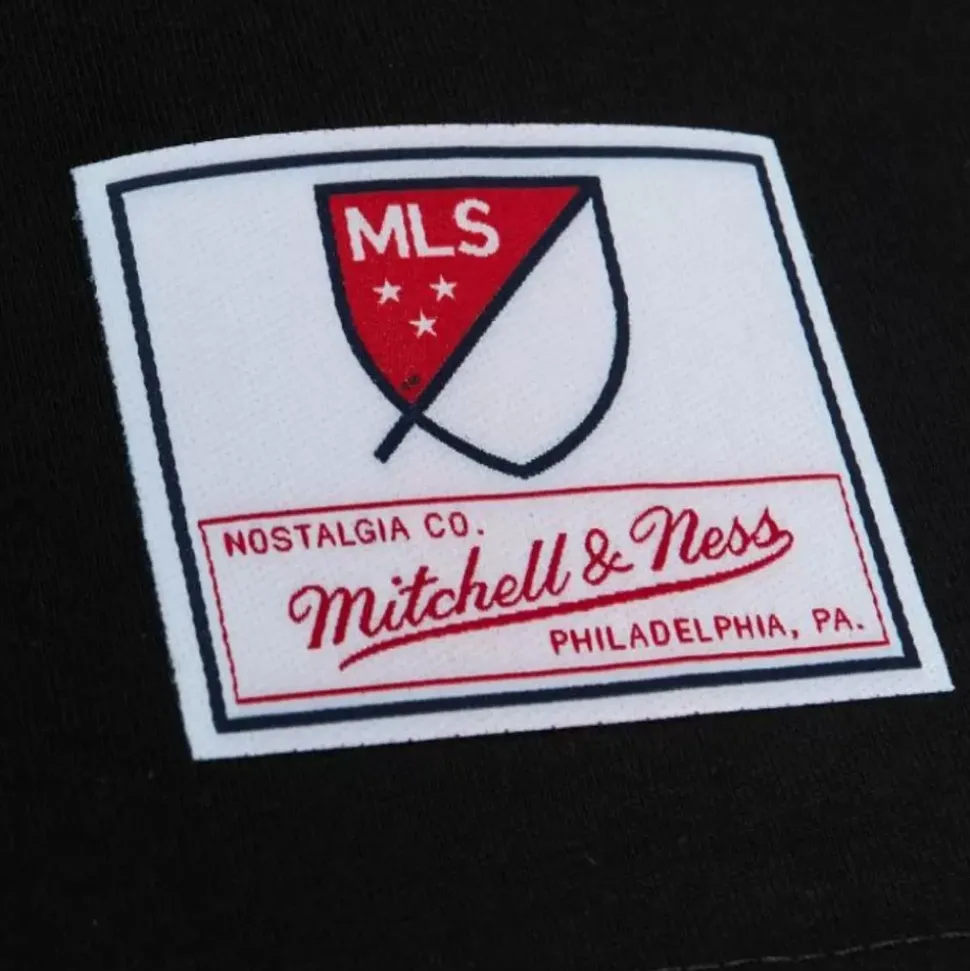 MLS
NOSTALGIA CO.
Mitchell & Ness
PHILADELPHIA, PA.